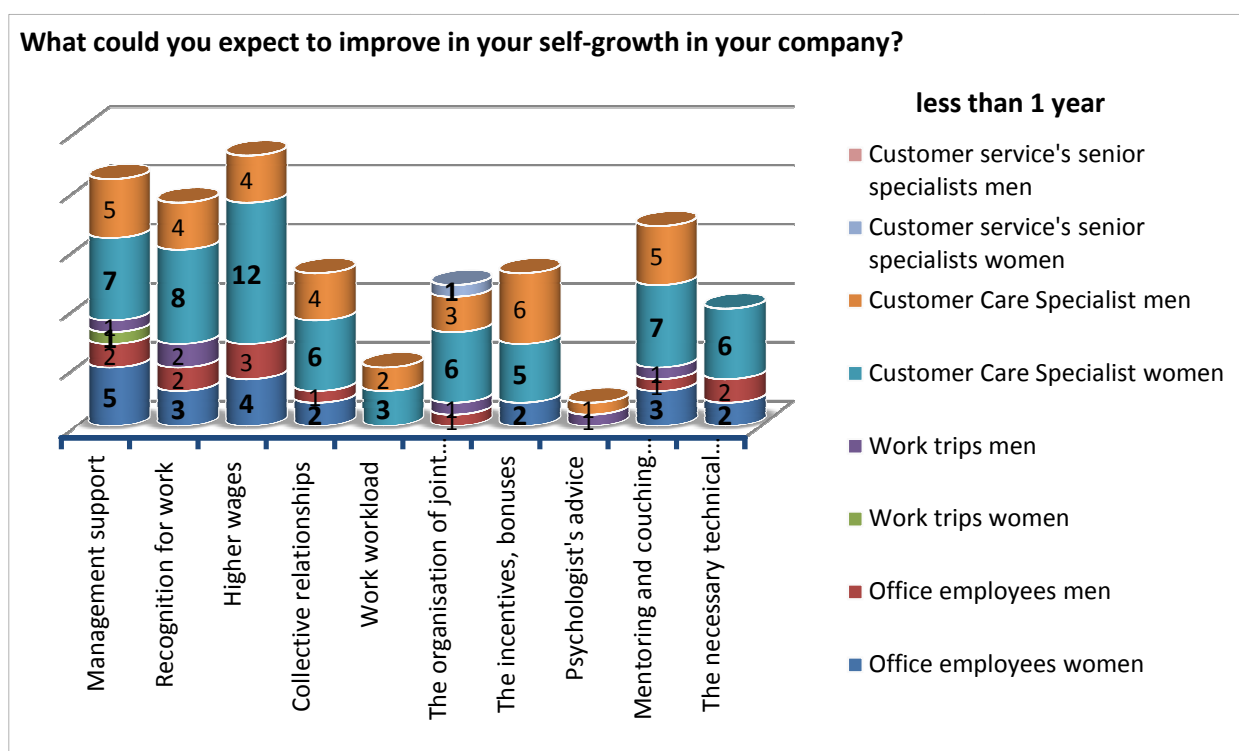 What could you expect to improve in your self-growth in your company?
less than 1 year
Customer service's senior
specialists men
Customer service's senior
specialists women
Customer Care Specialist men
Customer Care Specialist women
Work trips men
Work trips women
Office employees men
Office employees women
5
7
1
1
2
5
4
8
2
2
3
4
12
3
4
4
6
1
2
2
3
1
3
6
1
1
6
5
2
1
1
5
7
1
1
3
6
2
2
Management support
Recognition for work
Higher wages
Collective relationships
Work workload
The organisation of joint...
The incentives, bonuses
Psychologist's advice
Mentoring and couching...
The necessary technical...